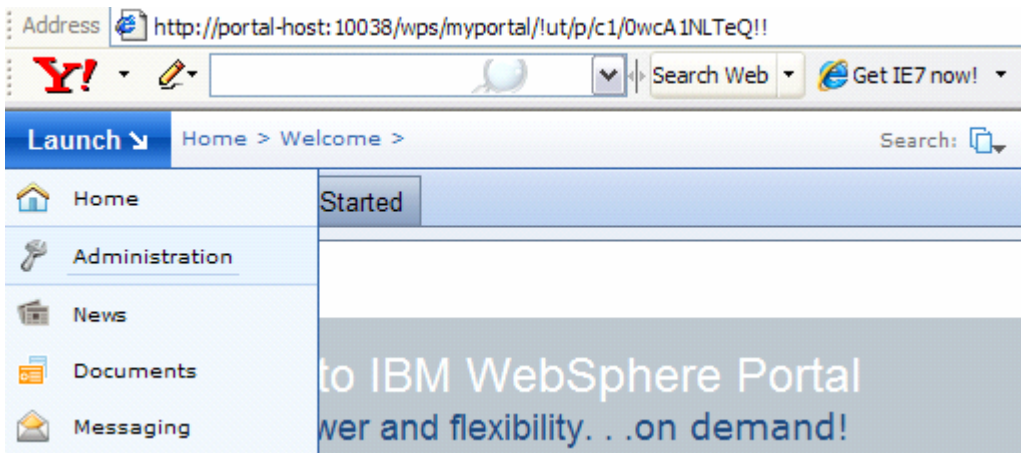 Address http://portal-host:10038/wps/myportal/!ut/p/c1/0wcA1NLTeQ!!
Y! Search Web Get IE7 now!
Launch Home > Welcome > Search:
Home
Started
Administration
News
Documents
to IBM WebSphere Portal
Messaging
wer and flexibility. . .on demand!